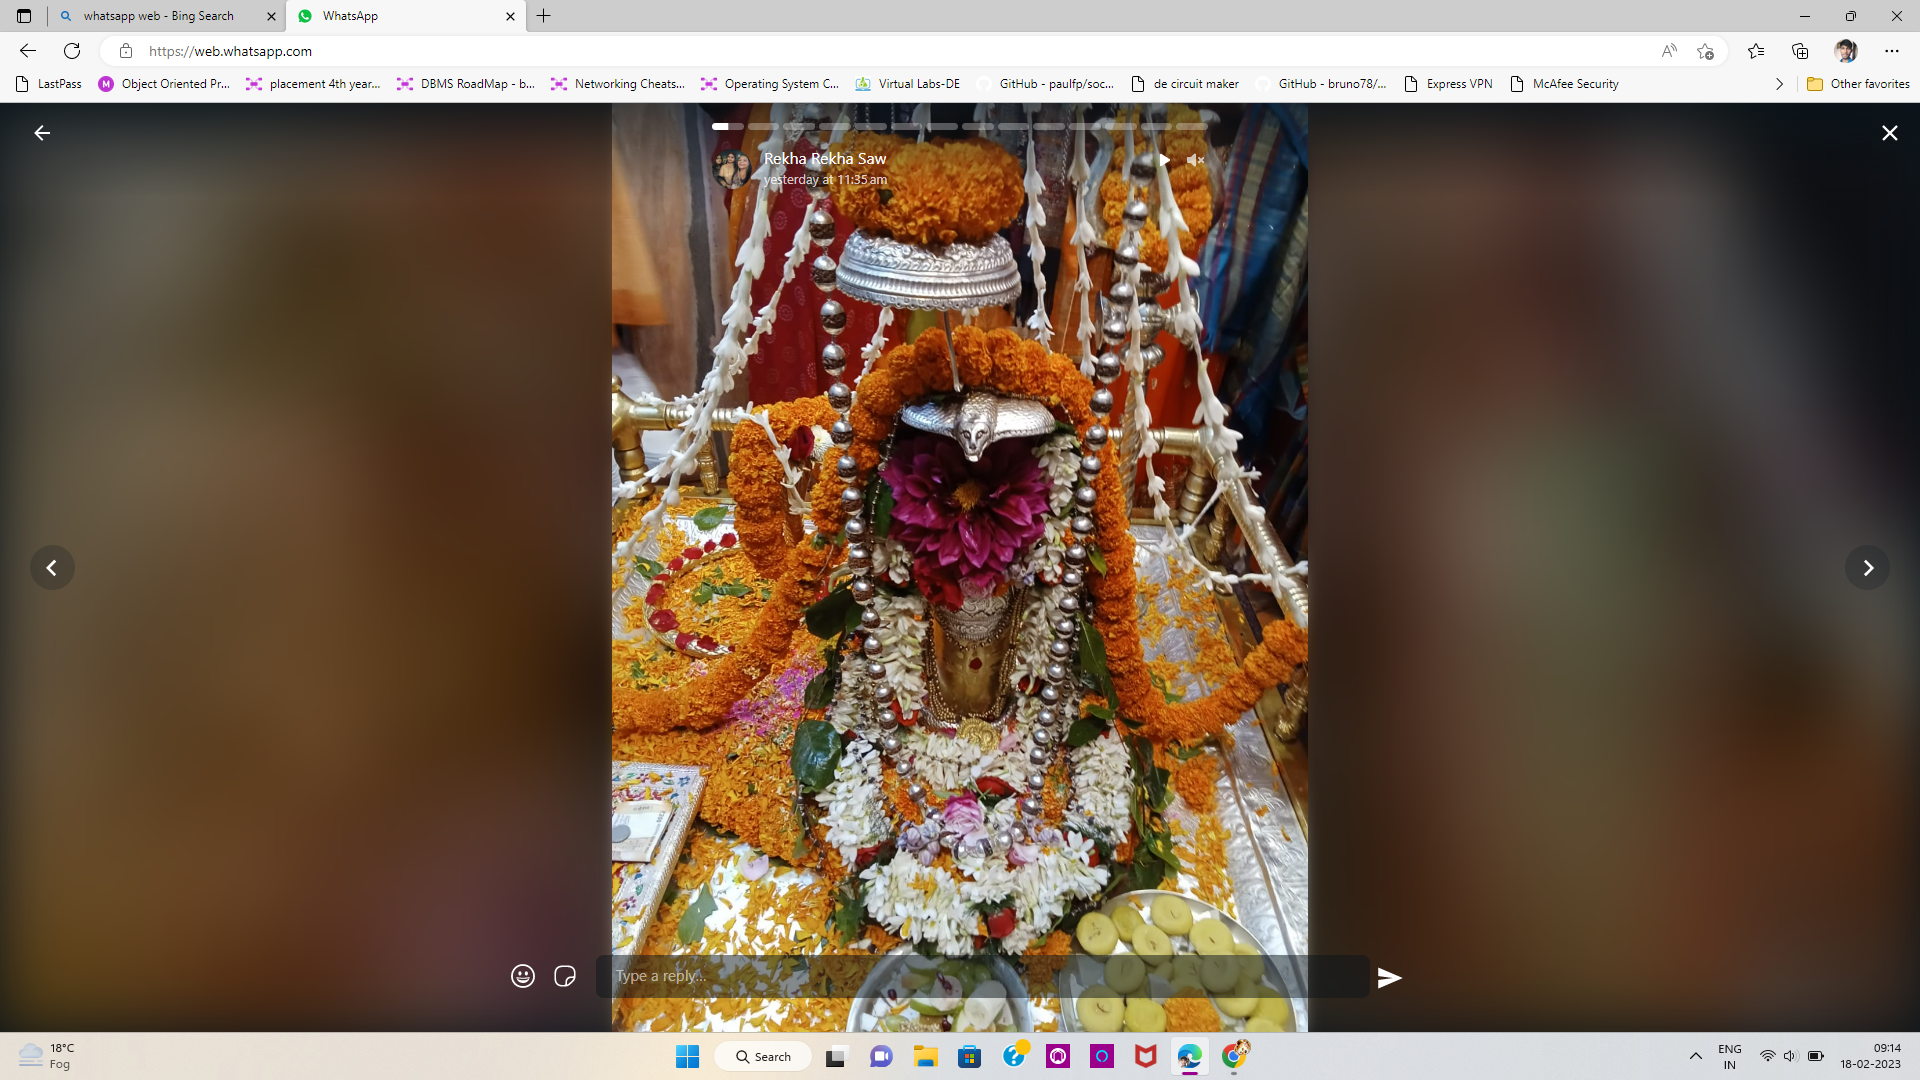 whatsapp web - Bing Search
WhatsApp
https://web.whatsapp.com
LastPass
Object Oriented Pr...
placement 4th year...
DBMS RoadMap - b...
Networking Cheats...
Operating System C...
Virtual Labs-DE
GitHub - paulfp/soc...
de circuit maker
GitHub - bruno78/...
Express VPN
McAfee Security
Other favorites
Rekha Rekha Saw
yesterday at 11:35 am
Type a reply...
18°C
Fog
Search
ENG
IN
09:14
18-02-2023